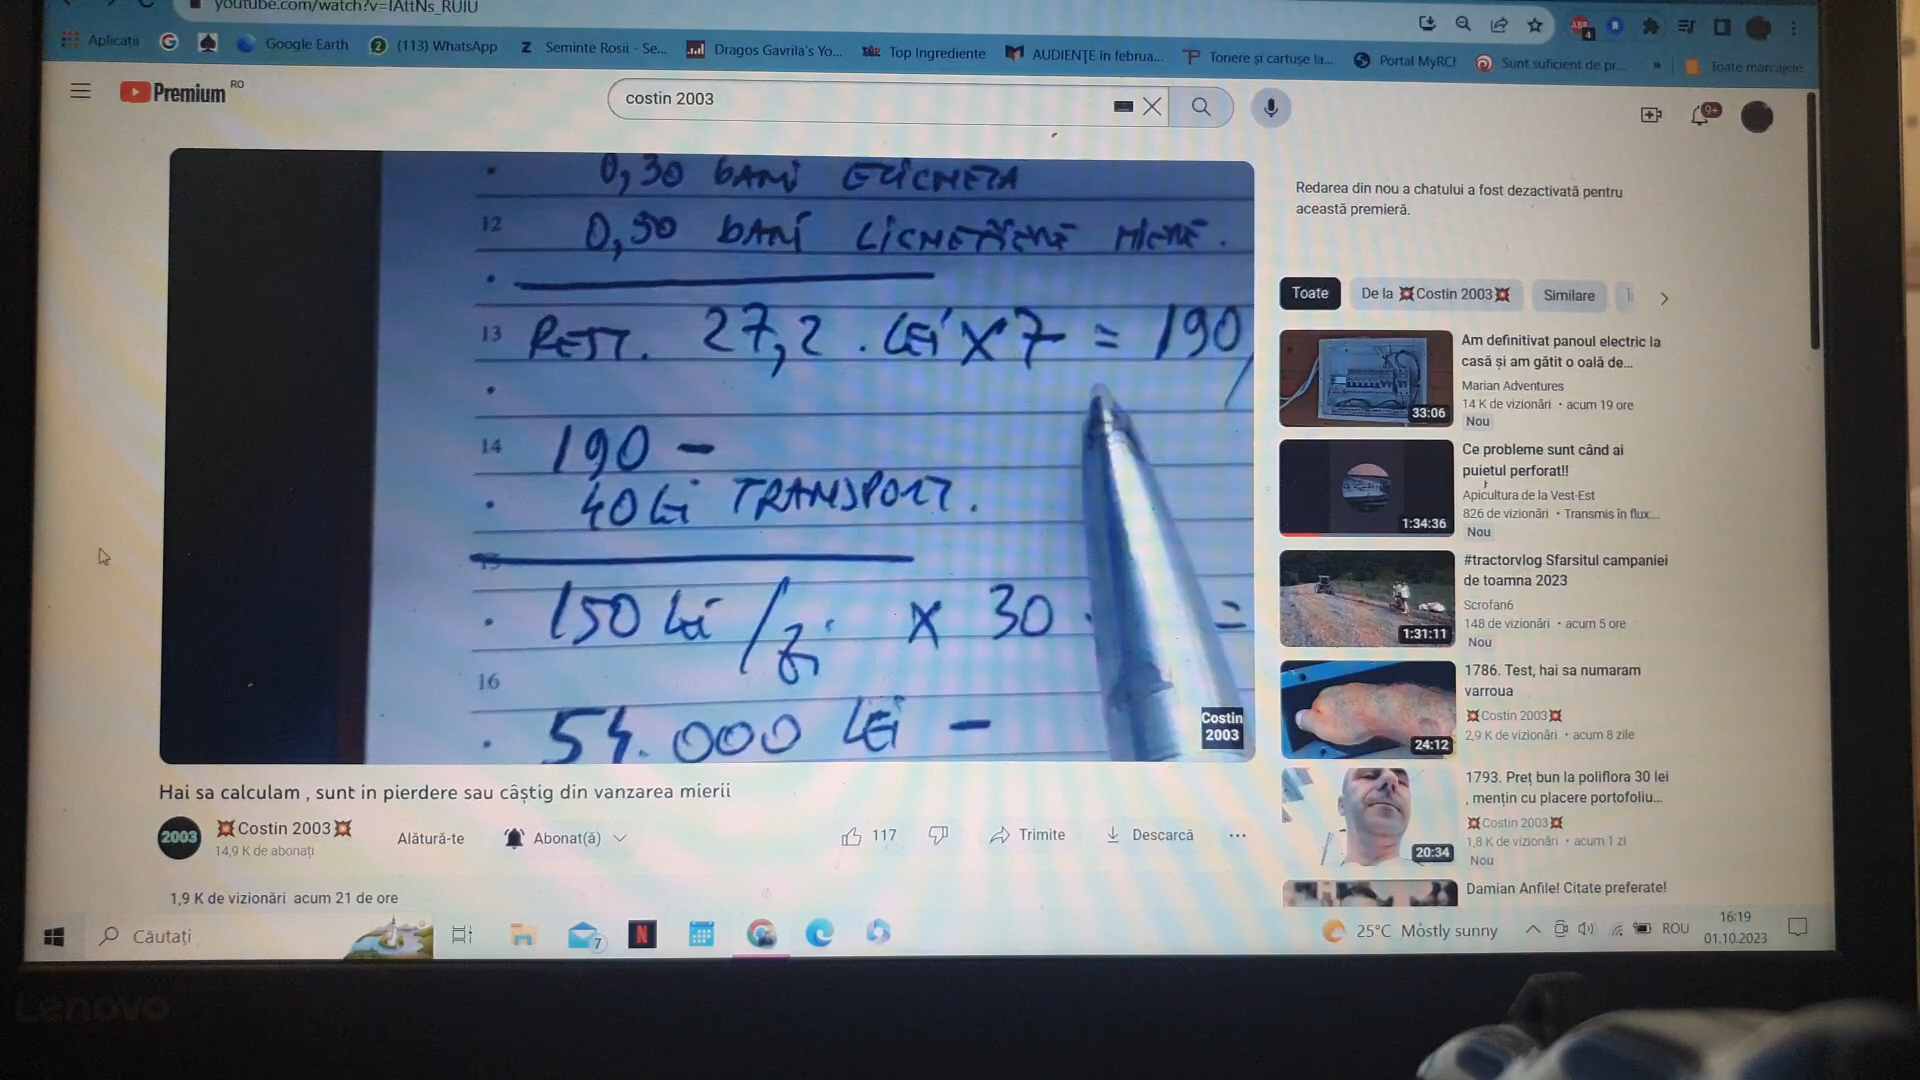 youtube.com/watch?v=IAttNs_RUIU
Aplicații
Google Earth
(113) WhatsApp
Seminte Rosii - Se...
Dragos Gavrila's Yo...
Top Ingrediente
AUDIENȚE în februa...
Tonere și cartușe la...
Portal MyRCI
Sunt suficient de pr...
»
Toate marcajele
Premium RO
costin 2003
9+
0,30 BANI
12
0,50 BANI
13 REST. 27,2 . LEI X 7 = 190
14 190 -
40 LEI TRANSPORT.
15
150 LEI / zi x 30 =
16
54.000 LEI -
Costin
2003
Redarea din nou a chatului a fost dezactivată pentru
această premieră.
Toate
De la 💥Costin 2003💥
Similare
Am definitivat panoul electric la
casă și am gătit o oală de...
Marian Adventures
14 K de vizionări • acum 19 ore
Nou
33:06
Ce probleme sunt când ai
puietul perforat!!
Apicultura de la Vest-Est
826 de vizionări • Transmis în flux:...
Nou
1:34:36
#tractorvlog Sfarsitul campaniei
de toamna 2023
Scrofan6
148 de vizionări • acum 5 ore
Nou
1:31:11
1786. Test, hai sa numaram
varroua
💥Costin 2003💥
2,9 K de vizionări • acum 8 zile
24:12
1793. Preț bun la poliflora 30 lei
, mențin cu placere portofoliu...
💥Costin 2003💥
1,8 K de vizionări • acum 1 zi
Nou
20:34
Damian Anfile! Citate preferate!
Hai sa calculam , sunt in pierdere sau câștig din vanzarea mierii
2003
💥Costin 2003💥
14,9 K de abonați
Alătură-te
Abonat(ă)
117
Trimite
Descarcă
1,9 K de vizionări acum 21 de ore
Căutați
7
25°C Mostly sunny
ROU
16:19
01.10.2023
Lenovo